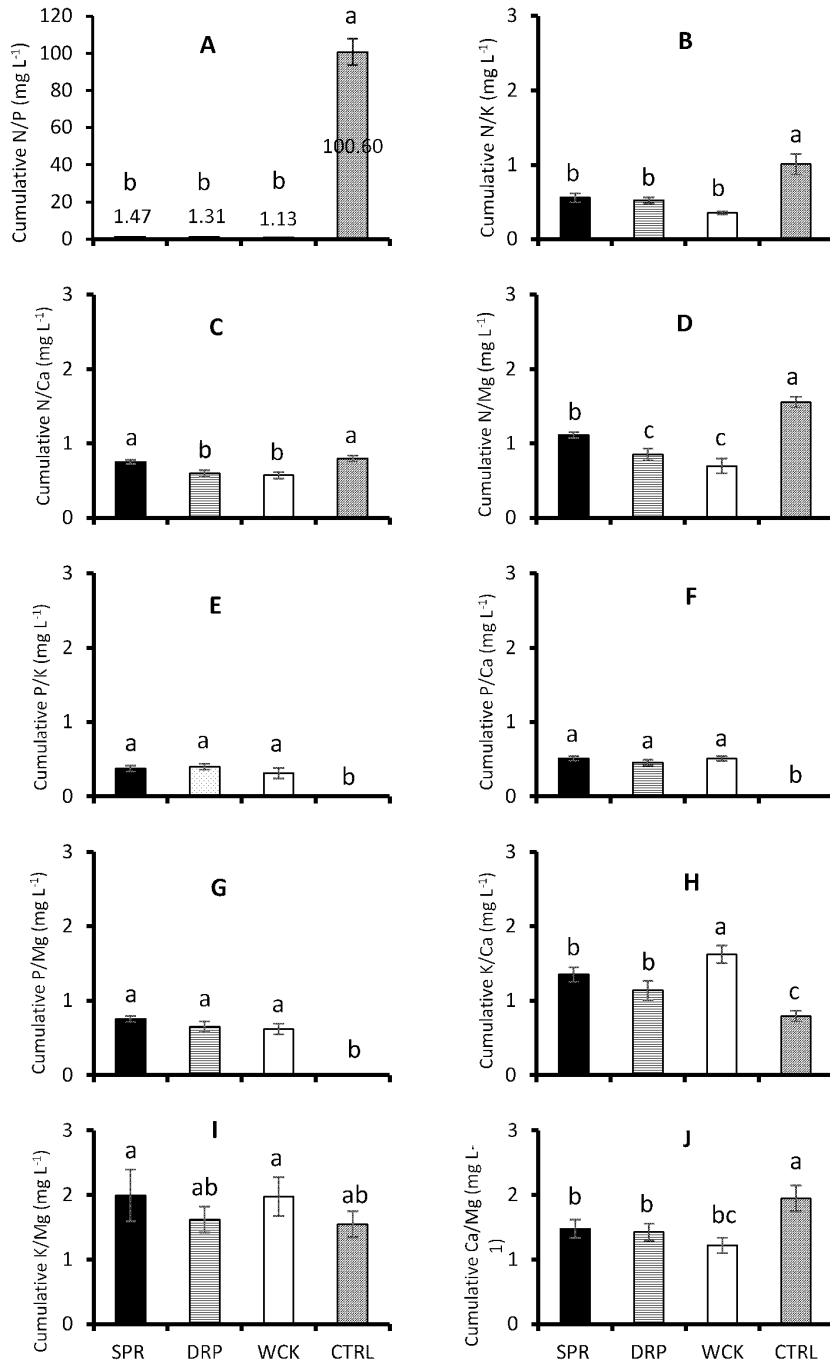 A
Cumulative N/P (mg L-1)
120
100
80
60
40
20
0
b
b
b
a
1.47
1.31
1.13
100.60
B
Cumulative N/K (mg L-1)
3
2
1
0
b
b
b
a
C
Cumulative N/Ca (mg L-1)
3
2
1
0
a
b
b
a
D
Cumulative N/Mg (mg L-1)
3
2
1
0
b
c
c
a
E
Cumulative P/K (mg L-1)
3
2
1
0
a
a
a
b
F
Cumulative P/Ca (mg L-1)
3
2
1
0
a
a
a
b
G
Cumulative P/Mg (mg L-1)
3
2
1
0
a
a
a
b
H
Cumulative K/Ca (mg L-1)
3
2
1
0
b
b
a
c
I
Cumulative K/Mg (mg L-1)
3
2
1
0
a
ab
a
ab
SPR DRP WCK CTRL
J
Cumulative Ca/Mg (mg L-
1)
3
2
1
0
b
b
bc
a
SPR DRP WCK CTRL